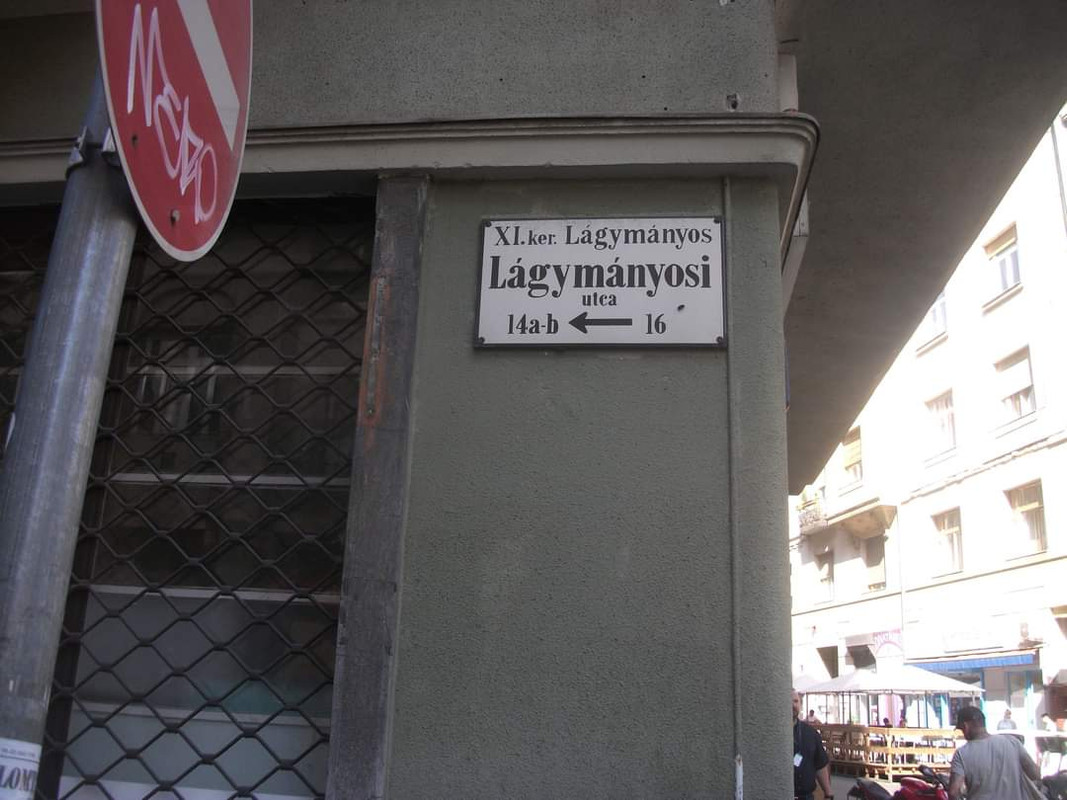 XI. ker. Lágymányos
Lágymányosi
utca
14a-b ← 16